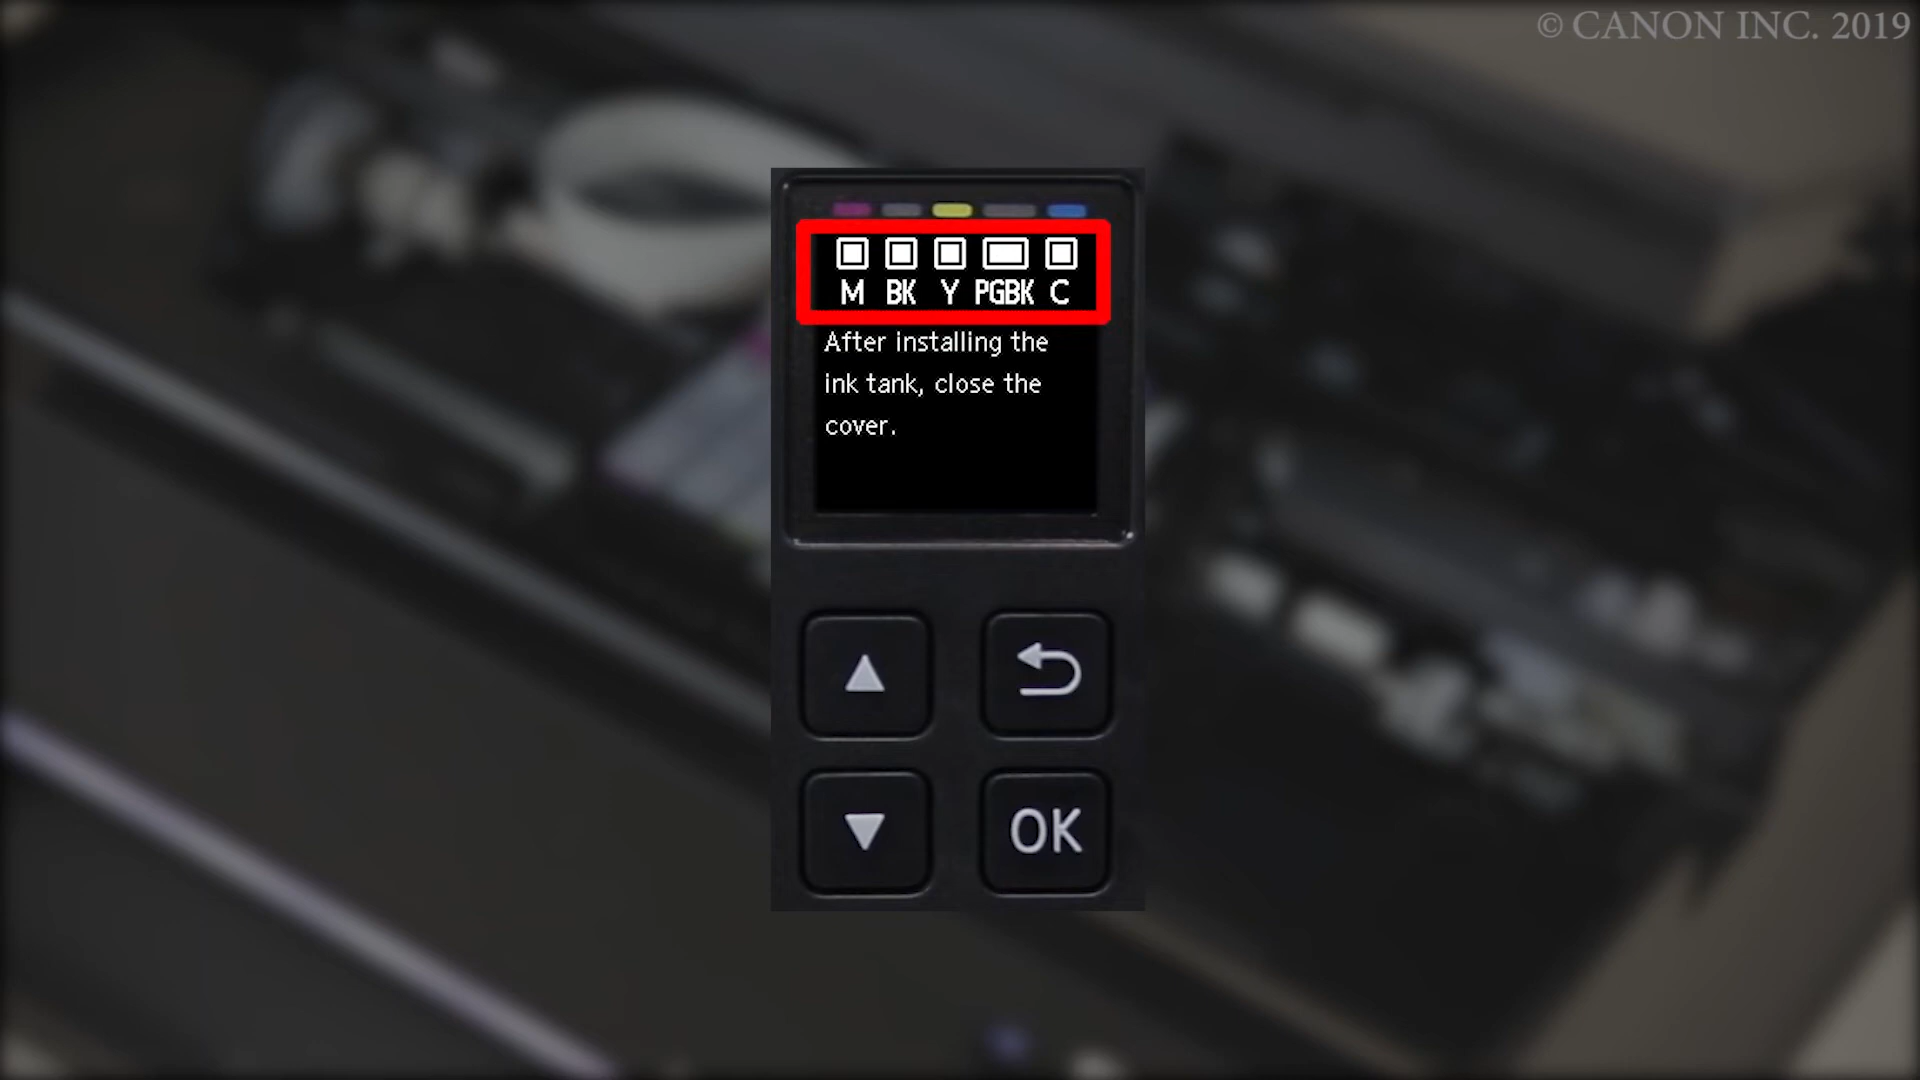 © CANON INC. 2019
M BK Y PGBK C
After installing the
ink tank, close the
cover.
OK